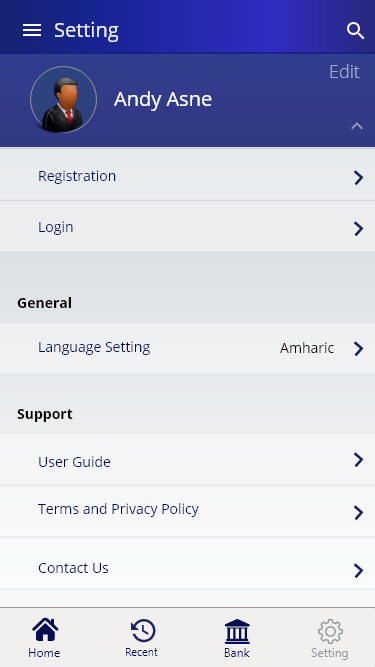 Setting
Edit
Andy Asne
Registration
Login
General
Language Setting Amharic
Support
User Guide
Terms and Privacy Policy
Contact Us
Home Recent Bank Setting